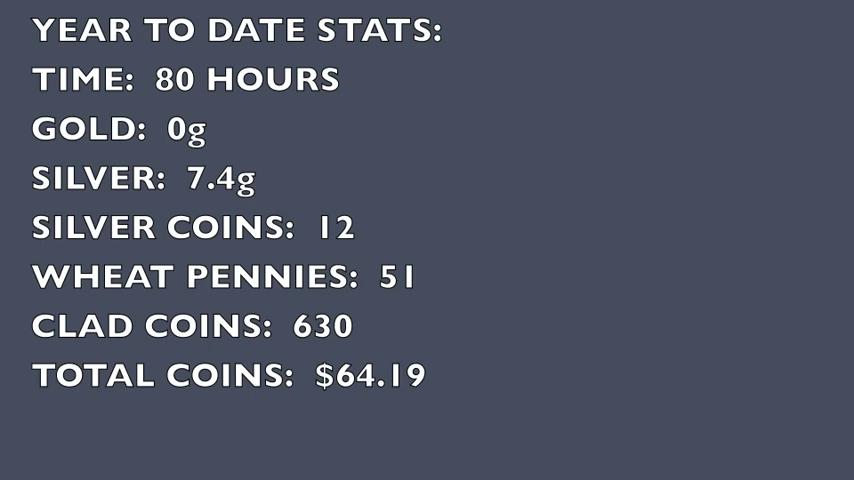 YEAR TO DATE STATS:
TIME: 80 HOURS
GOLD: 0g
SILVER: 7.4g
SILVER COINS: 12
WHEAT PENNIES: 51
CLAD COINS: 630
TOTAL COINS: $64.19